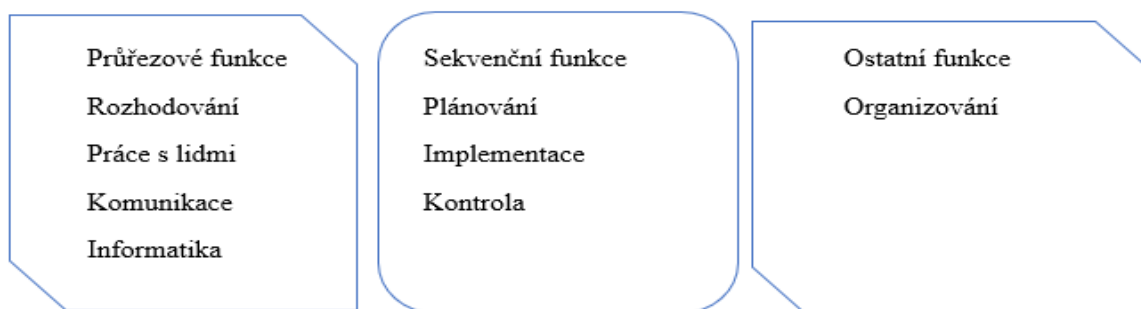 Průřezové funkce
Rozhodování
Práce s lidmi
Komunikace
Informatika
Sekvenční funkce
Plánování
Implementace
Kontrola
Ostatní funkce
Organizování